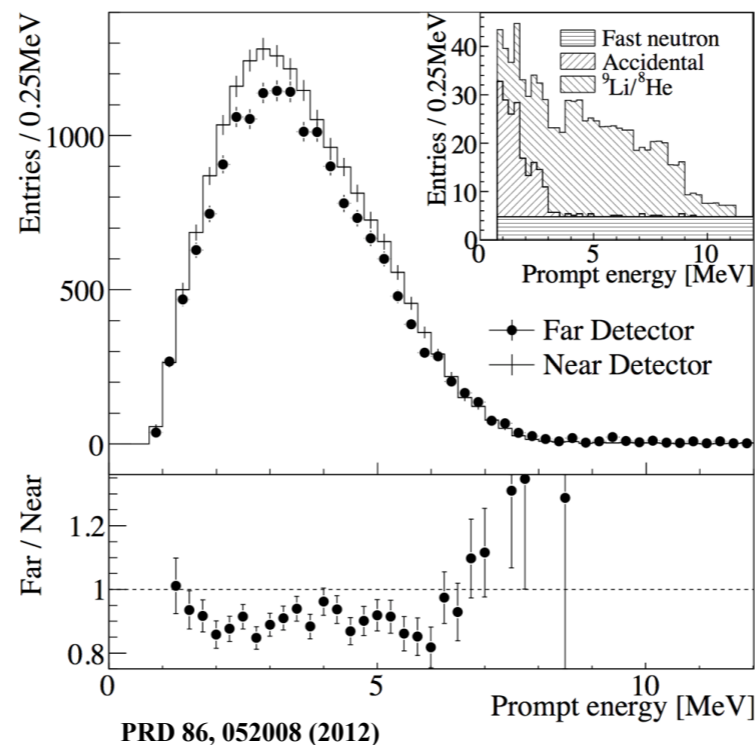 Entries / 0.25MeV
1000
500
0
Entries / 0.25MeV
40
30
20
10
0
Fast neutron
Accidental
⁹Li/⁸He
0 5 10
Prompt energy [MeV]
Far Detector
Near Detector
Far / Near
1.2
1
0.8
0 5 10
Prompt energy [MeV]
PRD 86, 052008 (2012)